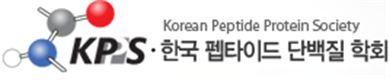 Korean Peptide Protein Society
KPPS · 한국 펩타이드 단백질 학회